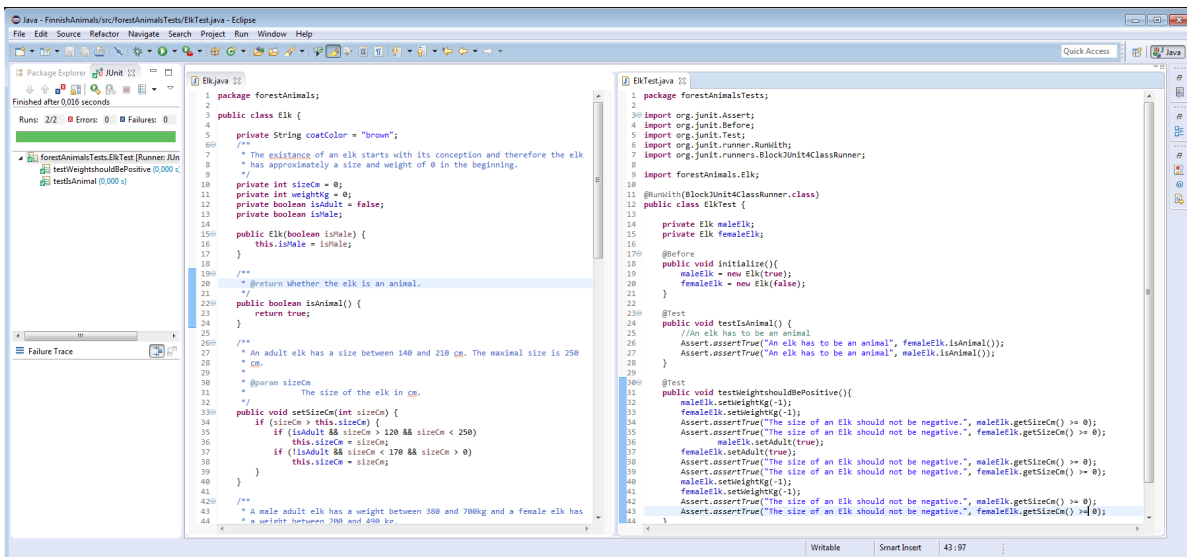 Java - FinnishAnimals/src/forestAnimalsTests/ElkTest.java - Eclipse
File Edit Source Refactor Navigate Search Project Run Window Help
Quick Access
Java
Package Explorer JUnit
Finished after 0,016 seconds
Runs: 2/2 Errors: 0 Failures: 0
forestAnimalsTests.ElkTest [Runner: JUn
testWeightshouldBePositive (0,000 s)
testIsAnimal (0,000 s)
Failure Trace
Elk.java
1 package forestAnimals;
2
3 public class Elk {
4
5 private String coatColor = "brown";
6 /**
7 * The existance of an elk starts with its conception and therefore the elk
8 * has approximately a size and weight of 0 in the beginning.
9 */
10 private int sizeCm = 0;
11 private int weightKg = 0;
12 private boolean isAdult = false;
13 private boolean isMale;
14
15 public Elk(boolean isMale) {
16 this.isMale = isMale;
17 }
18
19 /**
20 * @return Whether the elk is an animal.
21 */
22 public boolean isAnimal() {
23 return true;
24 }
25
26 /**
27 * An adult elk has a size between 140 and 210 cm. The maximal size is 250
28 * cm.
29 *
30 * @param sizeCm
31 * The size of the elk in cm.
32 */
33 public void setSizeCm(int sizeCm) {
34 if (sizeCm > this.sizeCm) {
35 if (isAdult && sizeCm > 120 && sizeCm < 250)
36 this.sizeCm = sizeCm;
37 if (!isAdult && sizeCm < 170 && sizeCm > 0)
38 this.sizeCm = sizeCm;
39 }
40 }
41
42 /**
43 * A male adult elk has a weight between 380 and 700kg and a female elk has
44 * a weight between 200 and 490 kg.
ElkTest.java
1 package forestAnimalsTests;
2
3 import org.junit.Assert;
4 import org.junit.Before;
5 import org.junit.Test;
6 import org.junit.runner.RunWith;
7 import org.junit.runners.BlockJUnit4ClassRunner;
8
9 import forestAnimals.Elk;
10
11 @RunWith(BlockJUnit4ClassRunner.class)
12 public class ElkTest {
13
14 private Elk maleElk;
15 private Elk femaleElk;
16
17 @Before
18 public void initialize(){
19 maleElk = new Elk(true);
20 femaleElk = new Elk(false);
21 }
22
23 @Test
24 public void testIsAnimal() {
25 //An elk has to be an animal
26 Assert.assertTrue("An elk has to be an animal", femaleElk.isAnimal());
27 Assert.assertTrue("An elk has to be an animal", maleElk.isAnimal());
28 }
29
30 @Test
31 public void testWeightshouldBePositive(){
32 maleElk.setWeightKg(-1);
33 femaleElk.setWeightKg(-1);
34 Assert.assertTrue("The size of an Elk should not be negative.", maleElk.getSizeCm() >= 0);
35 Assert.assertTrue("The size of an Elk should not be negative.", femaleElk.getSizeCm() >= 0);
36 maleElk.setAdult(true);
37 femaleElk.setAdult(true);
38 Assert.assertTrue("The size of an Elk should not be negative.", maleElk.getSizeCm() >= 0);
39 Assert.assertTrue("The size of an Elk should not be negative.", femaleElk.getSizeCm() >= 0);
40 maleElk.setWeightKg(-1);
41 femaleElk.setWeightKg(-1);
42 Assert.assertTrue("The size of an Elk should not be negative.", maleElk.getSizeCm() >= 0);
43 Assert.assertTrue("The size of an Elk should not be negative.", femaleElk.getSizeCm() >= 0);
44 }
Writable Smart Insert 43 : 97